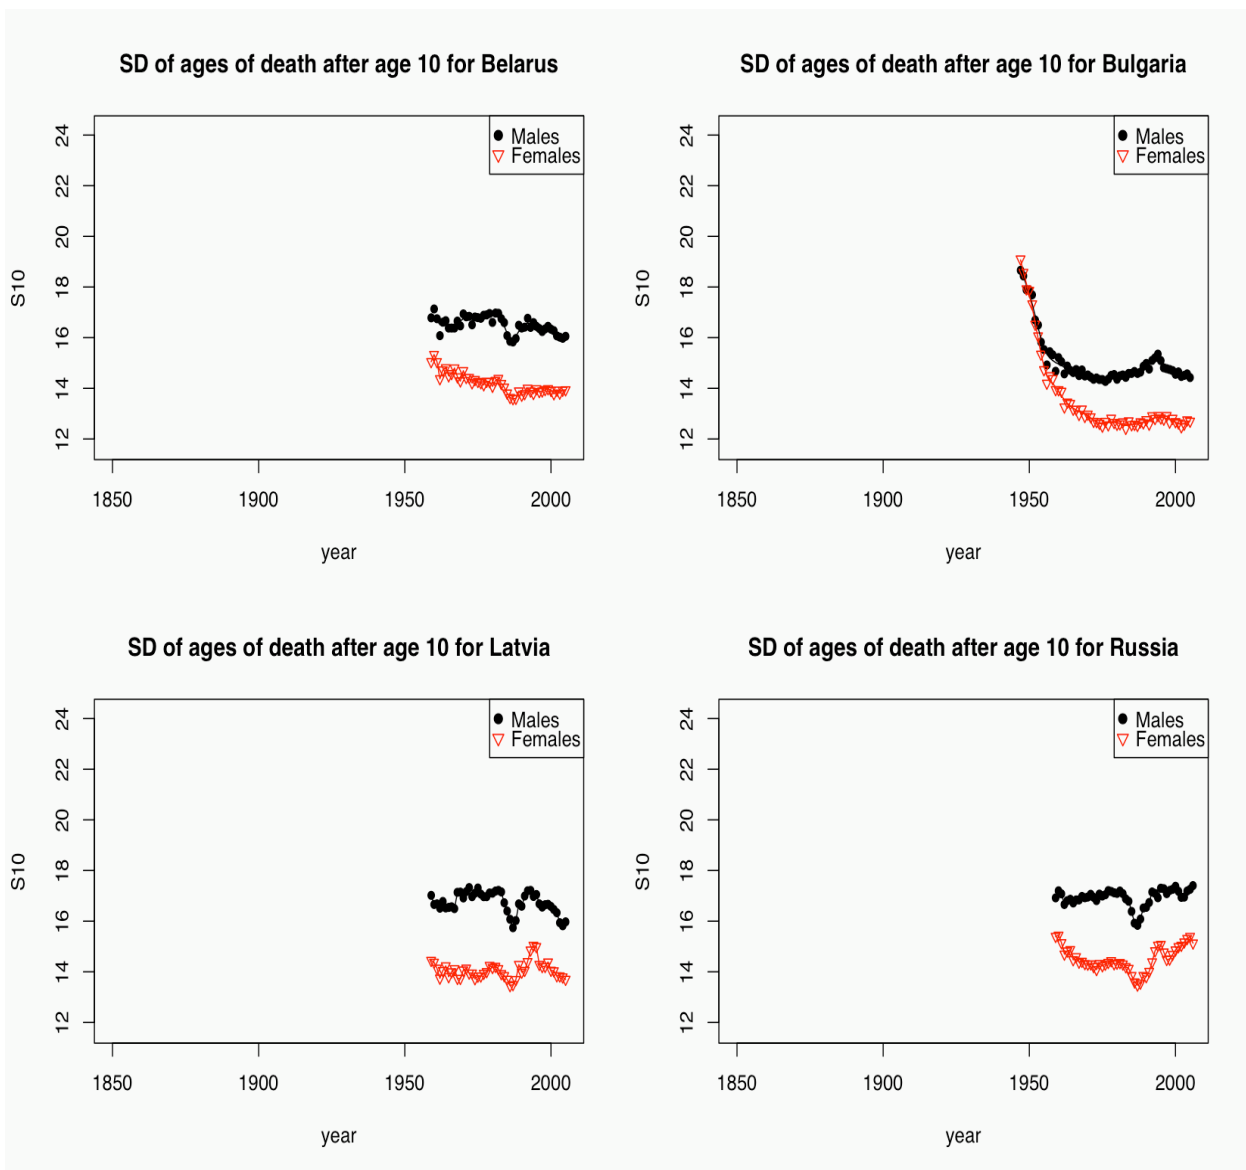 SD of ages of death after age 10 for Belarus
S10
24
22
20
18
16
14
12
Males
Females
1850 1900 1950 2000
year
SD of ages of death after age 10 for Bulgaria
S10
24
22
20
18
16
14
12
Males
Females
1850 1900 1950 2000
year
SD of ages of death after age 10 for Latvia
S10
24
22
20
18
16
14
12
Males
Females
1850 1900 1950 2000
year
SD of ages of death after age 10 for Russia
S10
24
22
20
18
16
14
12
Males
Females
1850 1900 1950 2000
year